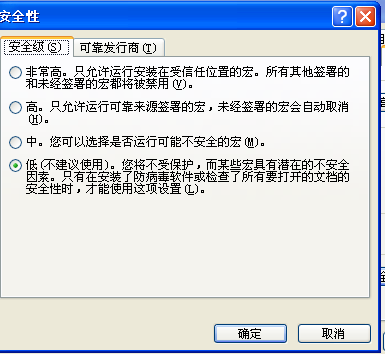 安全性
安全级(S) 可靠发行商(T)
非常高。只允许运行安装在受信任位置的宏。所有其他签署的
和未经签署的宏都将被禁用(V)。
高。只允许运行可靠来源签署的宏，未经签署的宏会自动取消
(H)。
中。您可以选择是否运行可能不安全的宏(M)。
低(不建议使用)。您将不受保护，而某些宏具有潜在的不安全
因素。只有在安装了防病毒软件或检查了所有要打开的文档的
安全性时，才能使用这项设置(L)。
确定 取消